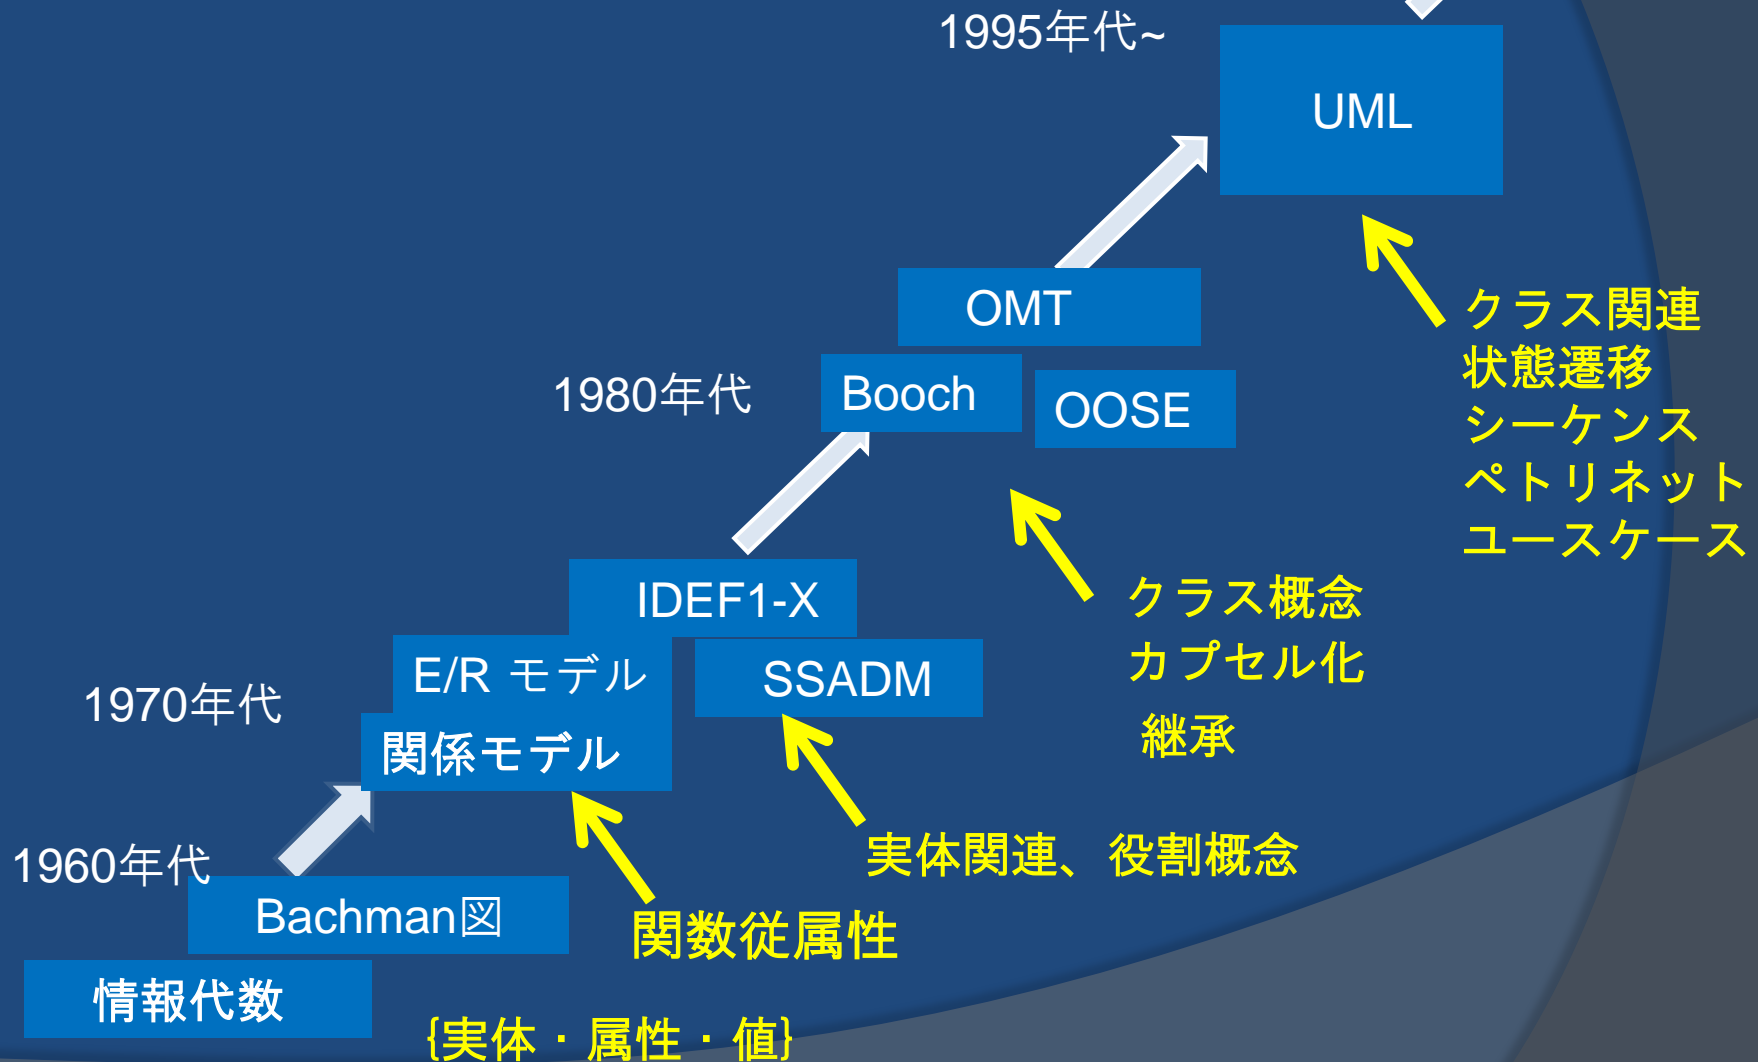 1995年代~
UML
OMT
クラス関連
状態遷移
シーケンス
ペトリネット
ユースケース
1980年代
Booch
OOSE
IDEF1-X
クラス概念
カプセル化
継承
1970年代
E/R モデル
SSADM
関係モデル
実体関連、役割概念
1960年代
Bachman図
関数従属性
情報代数
{実体・属性・値}